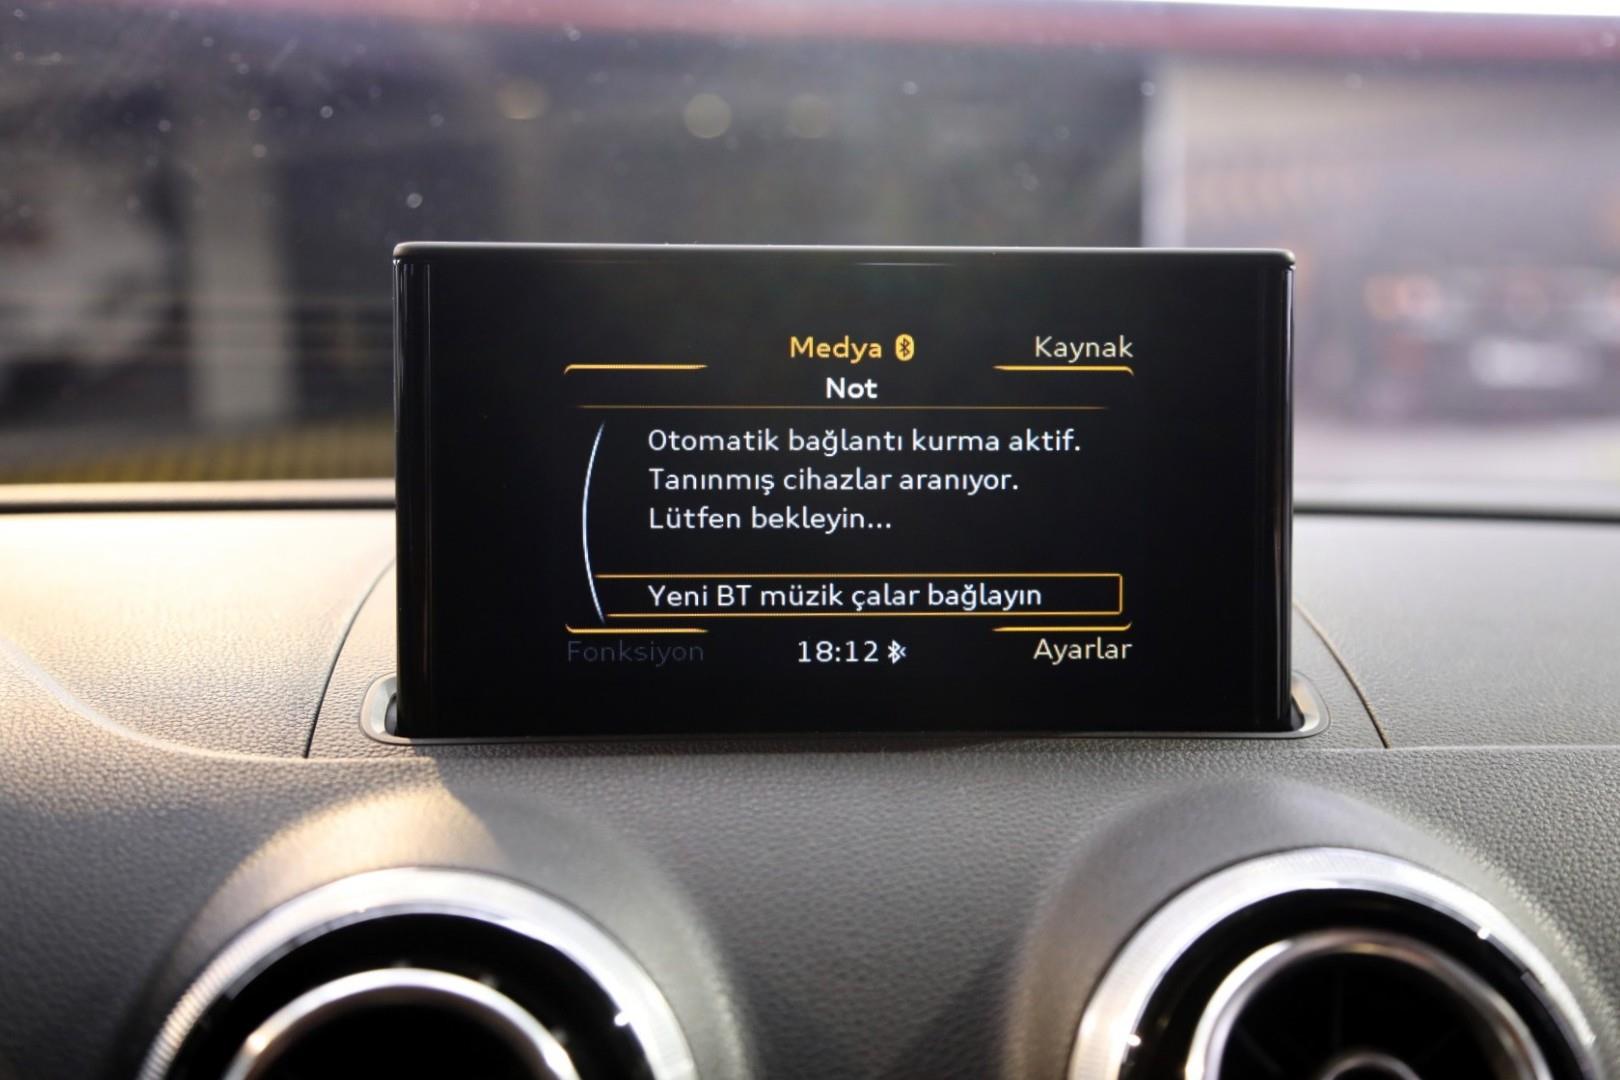 Medya
Kaynak
Not
Otomatik bağlantı kurma aktif.
Tanınmış cihazlar aranıyor.
Lütfen bekleyin...
Yeni BT müzik çalar bağlayın
Fonksiyon
18:12
Ayarlar